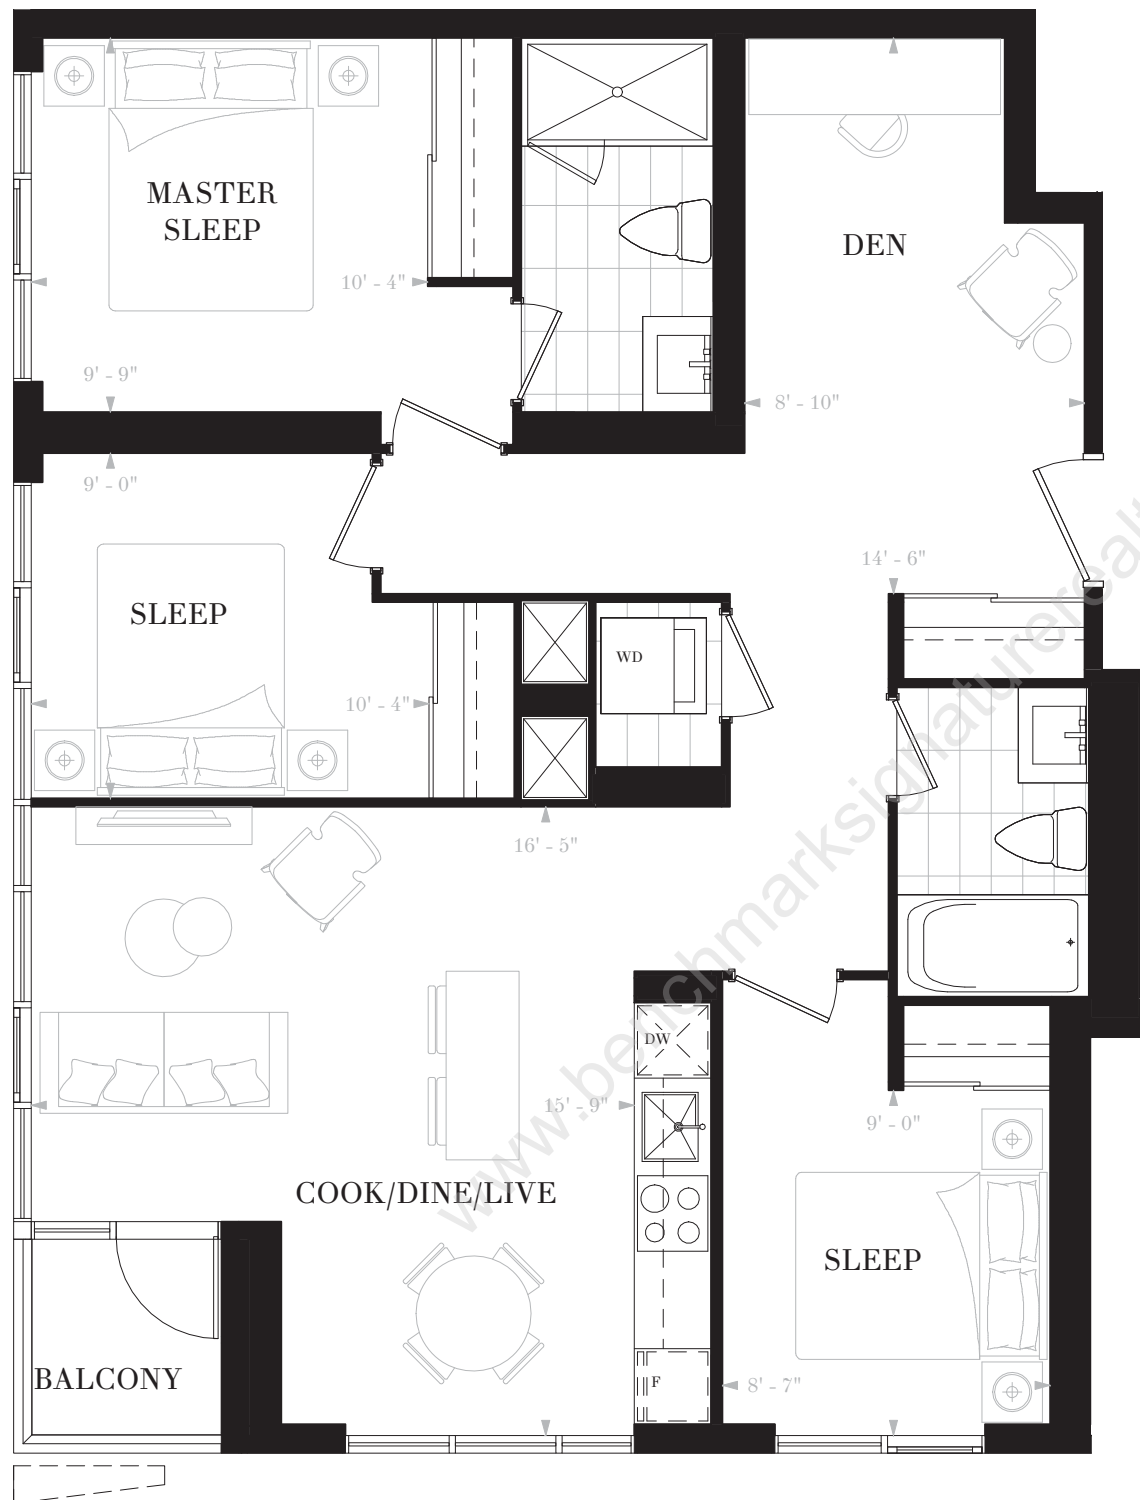 MASTER
SLEEP
DEN
10' - 4"
9' - 9"
8' - 10"
9' - 0"
14' - 6"
SLEEP
WD
10' - 4"
16' - 5"
DW
15' - 9"
9' - 0"
COOK/DINE/LIVE
SLEEP
BALCONY
F
8' - 7"
www.benchmarksignaturerealt